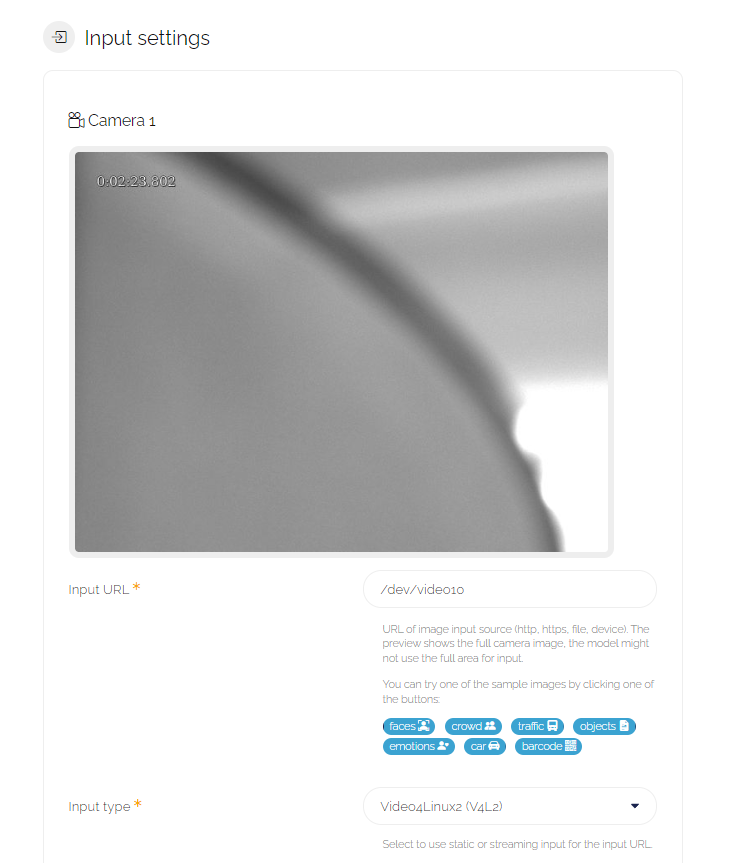 Input settings
Camera 1
0:02:23.802
Input URL *
/dev/video10
URL of image input source (http, https, file, device). The
preview shows the full camera image, the model might
not use the full area for input.
You can try one of the sample images by clicking one of
the buttons:
faces crowd traffic objects
emotions car barcode
Input type *
Video4Linux2 (V4L2)
Select to use static or streaming input for the input URL.